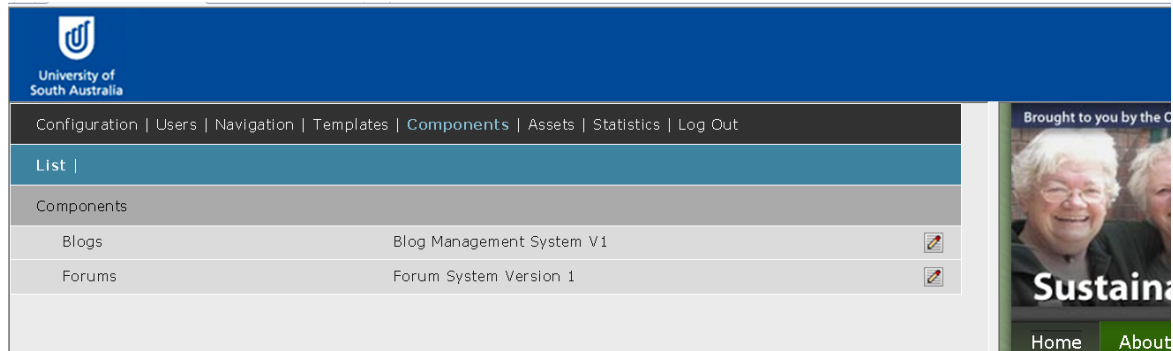 University of
South Australia
Configuration | Users | Navigation | Templates | Components | Assets | Statistics | Log Out
List |
Components
Blogs Blog Management System V1
Forums Forum System Version 1
Brought to you by the
Sustaina
Home About